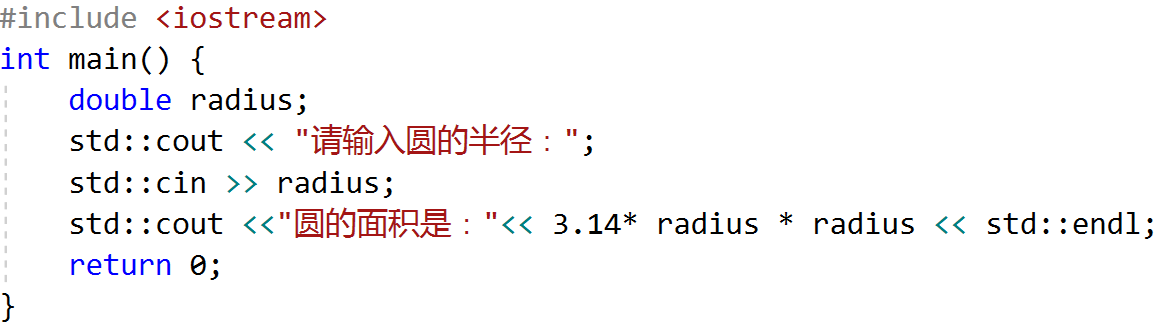 #include <iostream>
int main() {
    double radius;
    std::cout << "请输入圆的半径：";
    std::cin >> radius;
    std::cout <<"圆的面积是："<< 3.14* radius * radius << std::endl;
    return 0;
}